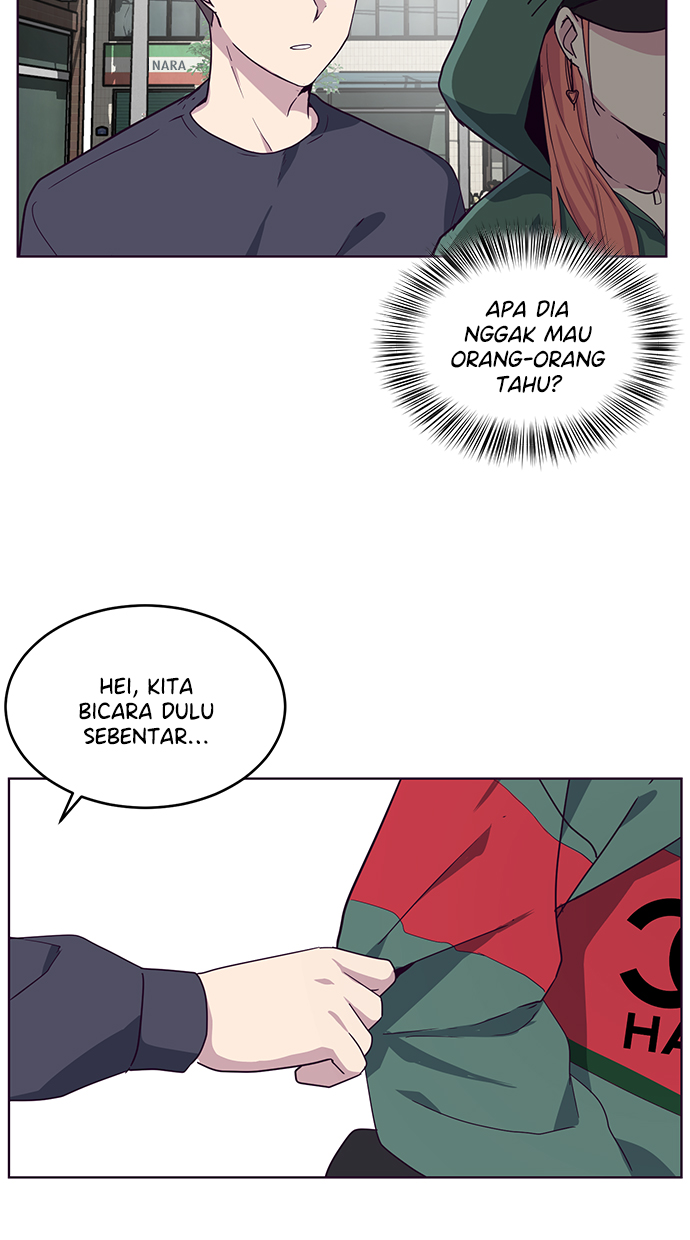 NARA
APA DIA
NGGAK MAU
ORANG-ORANG
TAHU?
HEI, KITA
BICARA DULU
SEBENTAR...
HA